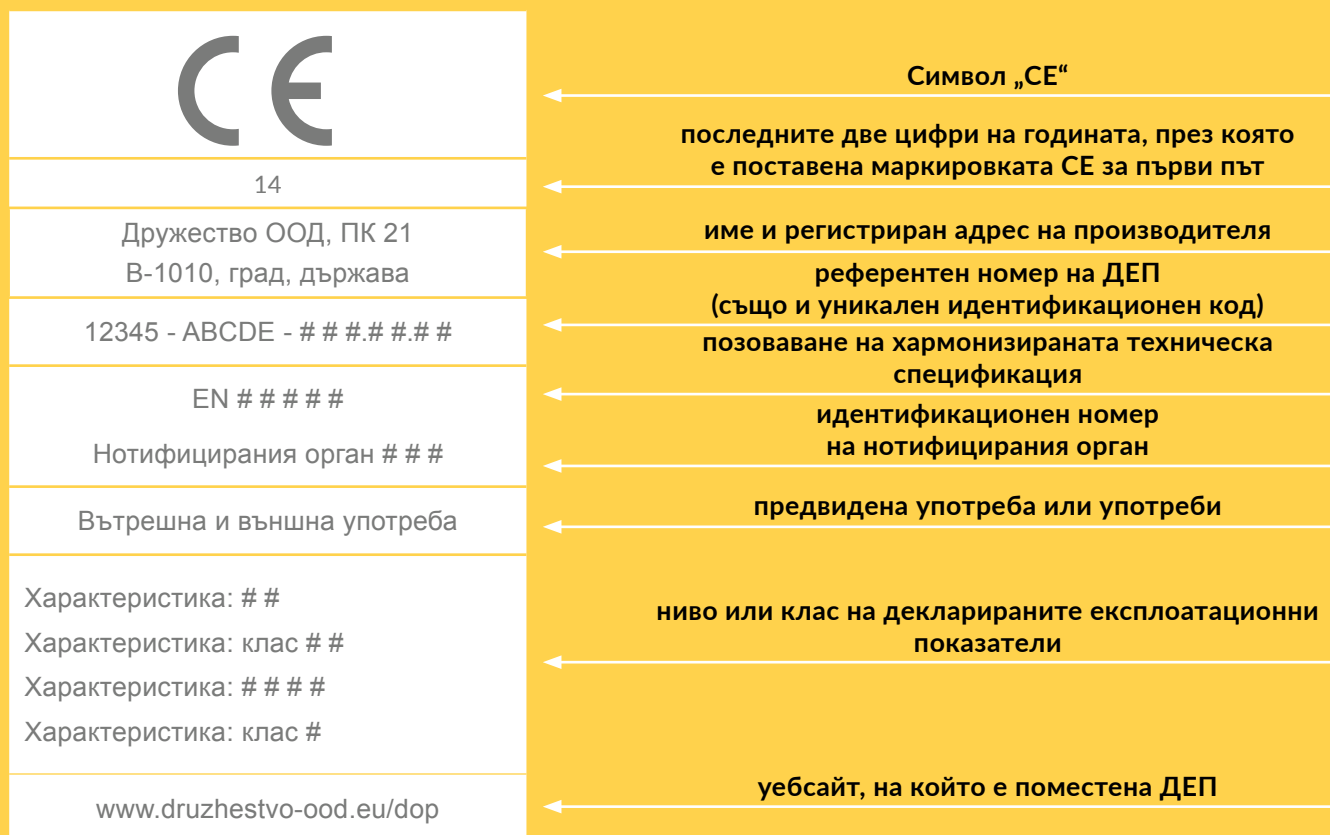 CE
Символ „CE“
последните две цифри на годината, през която
е поставена маркировката CE за първи път
14
Дружество ООД, ПК 21
B-1010, град, държава
име и регистриран адрес на производителя
референтен номер на ДЕП
(също и уникален идентификационен код)
12345 - ABCDE - # # #.# #.# #
позоваване на хармонизираната техническа
спецификация
EN # # # # #
идентификационен номер
на нотифицирания орган
Нотифицирания орган # # #
Вътрешна и външна употреба
предвидена употреба или употреби
Характеристика: # #
Характеристика: клас # #
Характеристика: # # # #
Характеристика: клас #
ниво или клас на декларираните експлоатационни
показатели
www.druzhestvo-ood.eu/dop
уебсайт, на който е поместена ДЕП